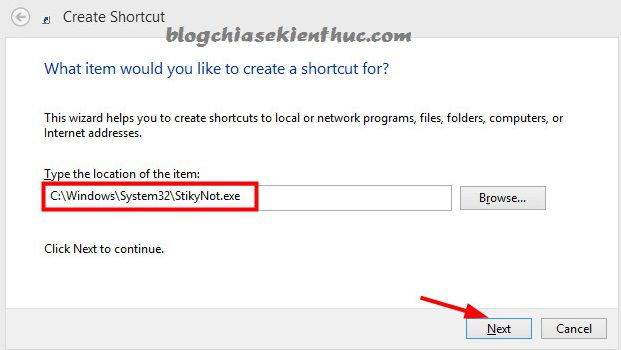 Create Shortcut
blogchiasekienthuc.com
What item would you like to create a shortcut for?
This wizard helps you to create shortcuts to local or network programs, files, folders, computers, or
Internet addresses.
Type the location of the item:
C:\Windows\System32\StikyNot.exe
Browse...
Click Next to continue.
Next
Cancel